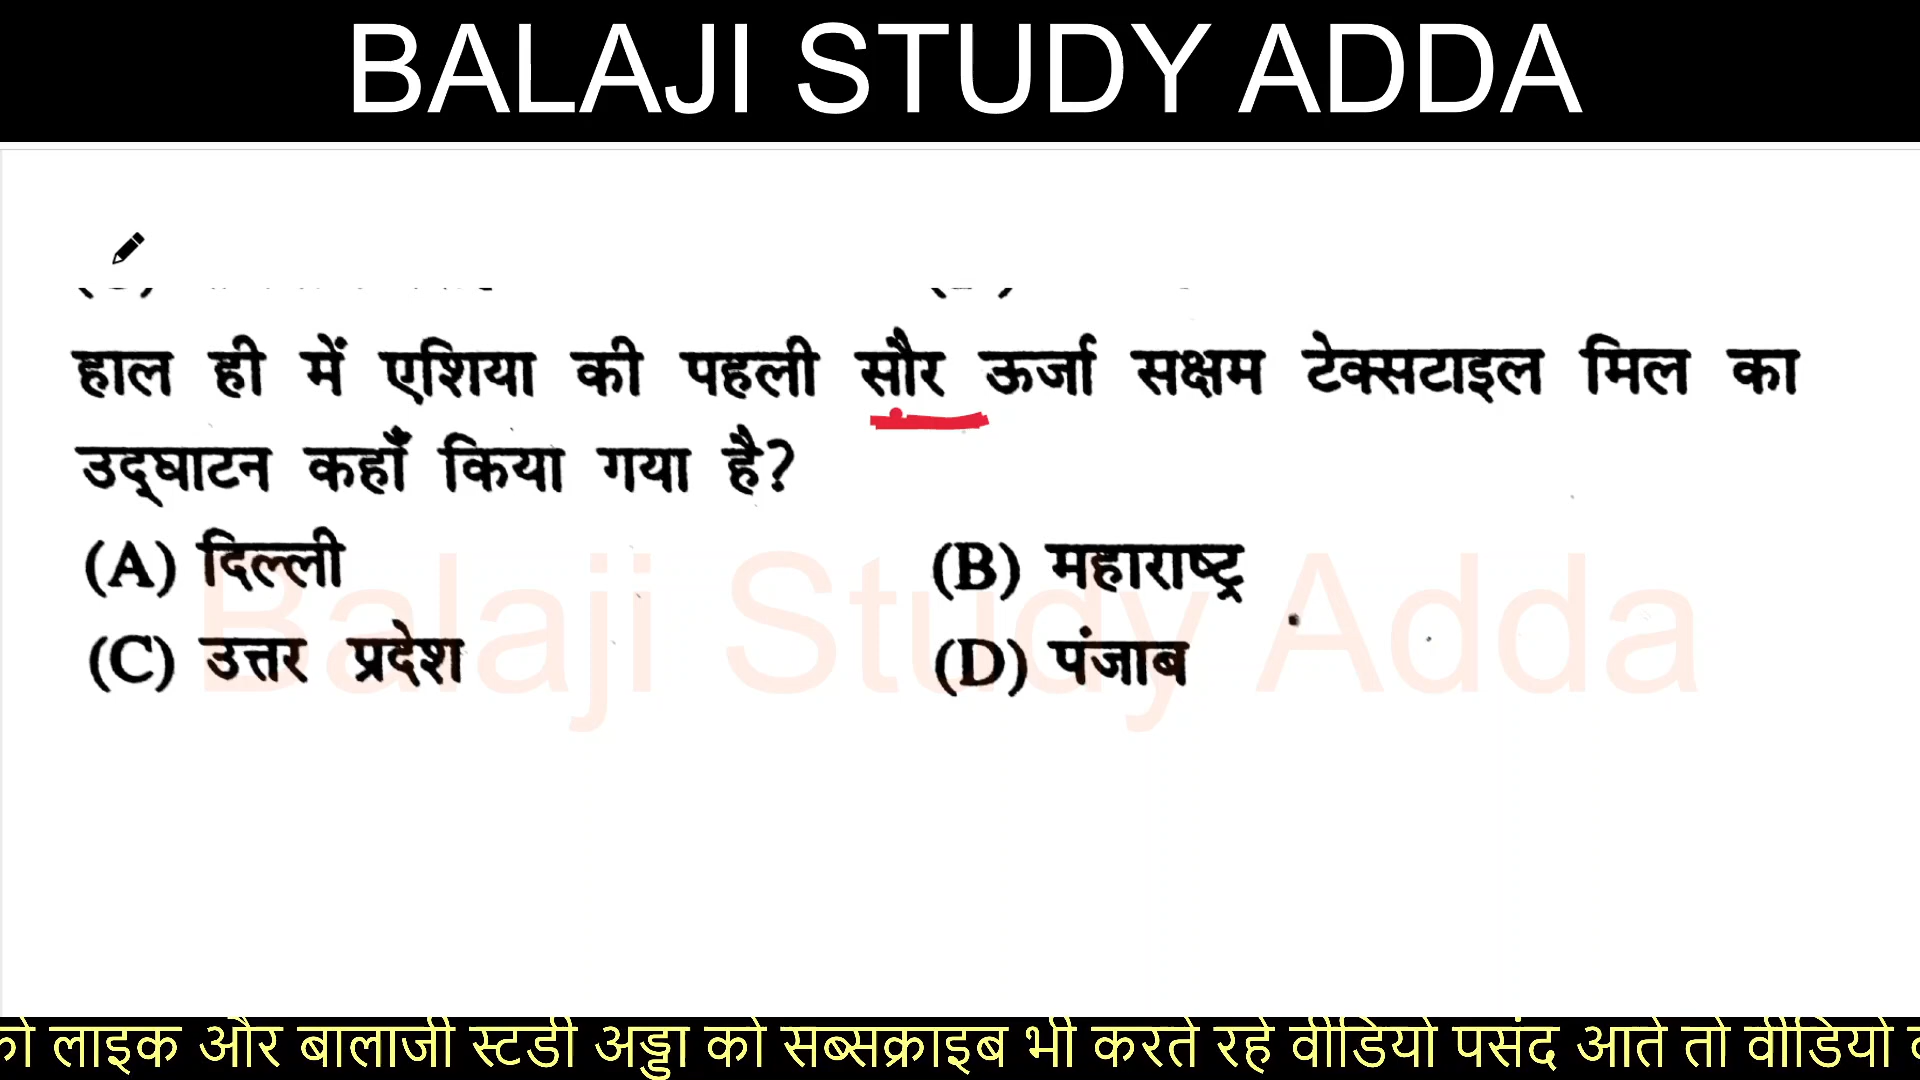 BALAJI STUDY ADDA
हाल ही में एशिया की पहली सौर ऊर्जा सक्षम टेक्सटाइल मिल का
उद्घाटन कहाँ किया गया है?
(A) दिल्ली (B) महाराष्ट्र
(C) उत्तर प्रदेश (D) पंजाब
Balaji Study Adda
को लाइक और बालाजी स्टडी अड्डा को सब्सक्राइब भी करते रहे वीडियो पसंद आते तो वीडियो